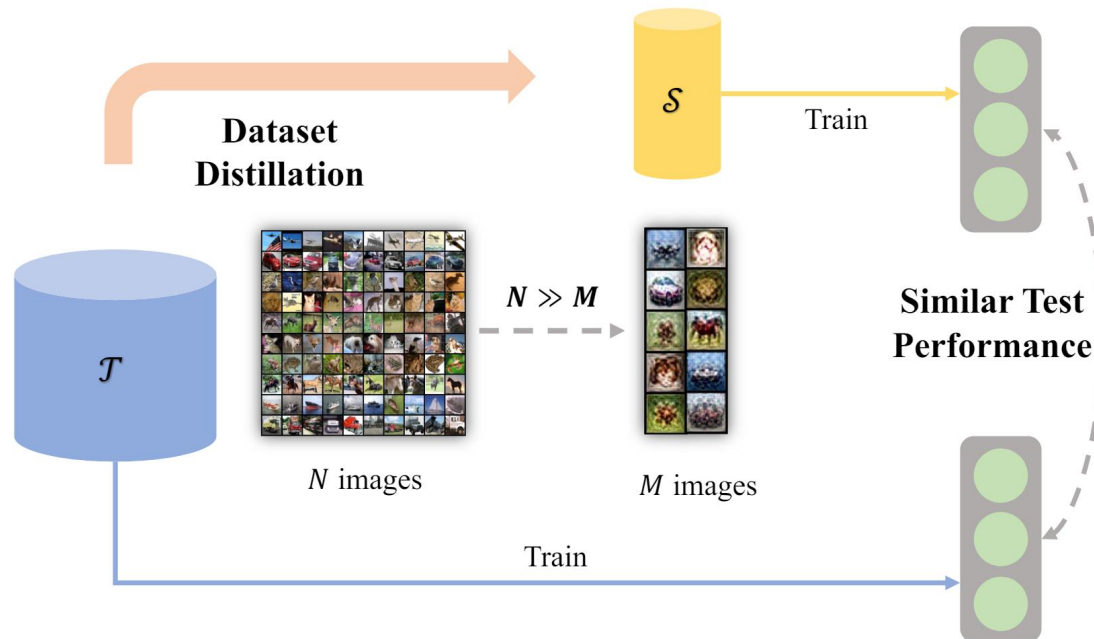 Dataset
Distillation
𝒮
Train
𝒯
N ≫ M
Similar Test
Performance
N images
M images
Train